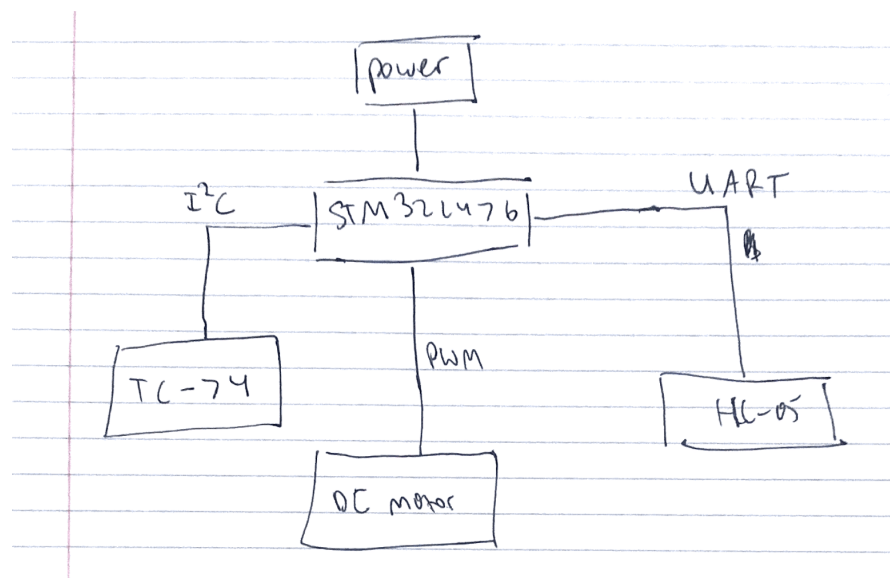 power
I²C
STM32L476
UART
PWM
TC-74
HC-05
DC motor